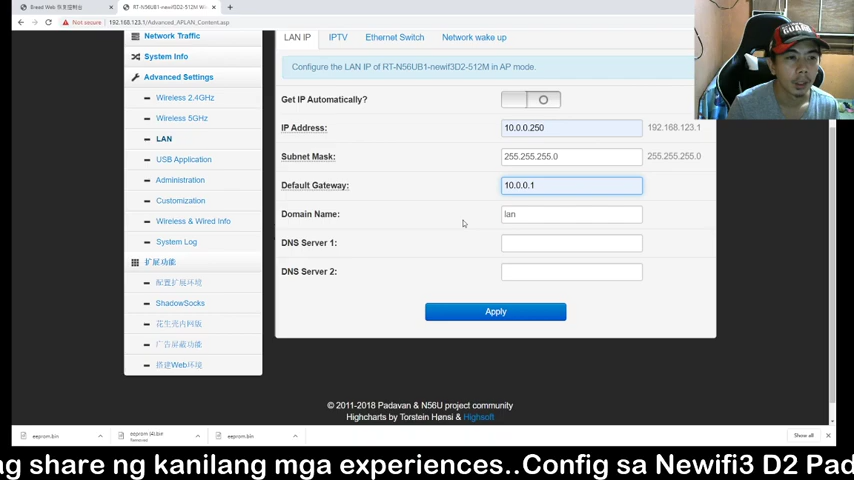 Bread Web 恢复控制台
RT-N56UB1-newifi3D2-512M W
Not secure 192.168.123.1/Advanced_APLAN_Content.asp
Network Traffic
System Info
Advanced Settings
Wireless 2.4GHz
Wireless 5GHz
LAN
USB Application
Administration
Customization
Wireless & Wired Info
System Log
扩展功能
配置扩展环境
ShadowSocks
花生壳内网版
广告屏蔽功能
搭建Web环境
LAN IP IPTV Ethernet Switch Network wake up
Configure the LAN IP of RT-N56UB1-newif3D2-512M in AP mode.
Get IP Automatically?
IP Address: 10.0.0.250 192.168.123.1
Subnet Mask: 255.255.255.0 255.255.255.0
Default Gateway: 10.0.0.1
Domain Name: lan
DNS Server 1:
DNS Server 2:
Apply
© 2011-2018 Padavan & N56U project community
Highcharts by Torstein Hønsi & Highsoft
eeprom.bin eeprom (4).bin eeprom.bin Show all
Removed
ag share ng kanilang mga experiences..Config sa Newifi3 D2 Pad